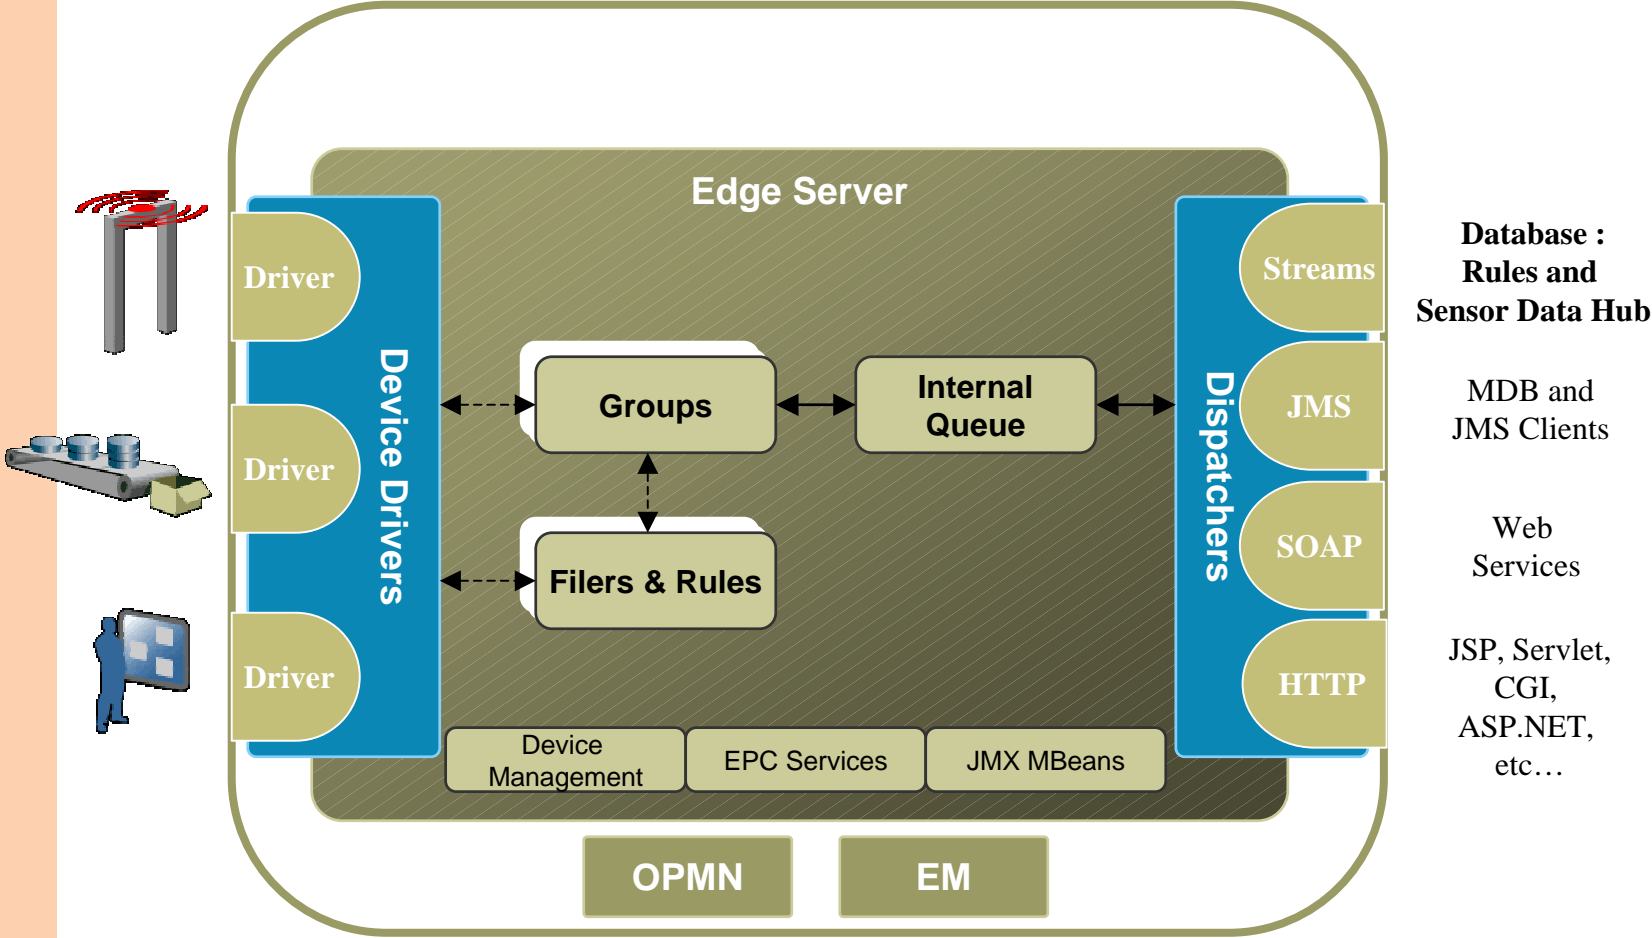 Edge Server
Driver
Driver
Driver
Device Drivers
Groups
Internal
Queue
Filers & Rules
Device
Management
EPC Services
JMX MBeans
Dispatchers
Streams
JMS
SOAP
HTTP
Database :
Rules and
Sensor Data Hub
MDB and
JMS Clients
Web
Services
JSP, Servlet,
CGI,
ASP.NET,
etc…
OPMN
EM